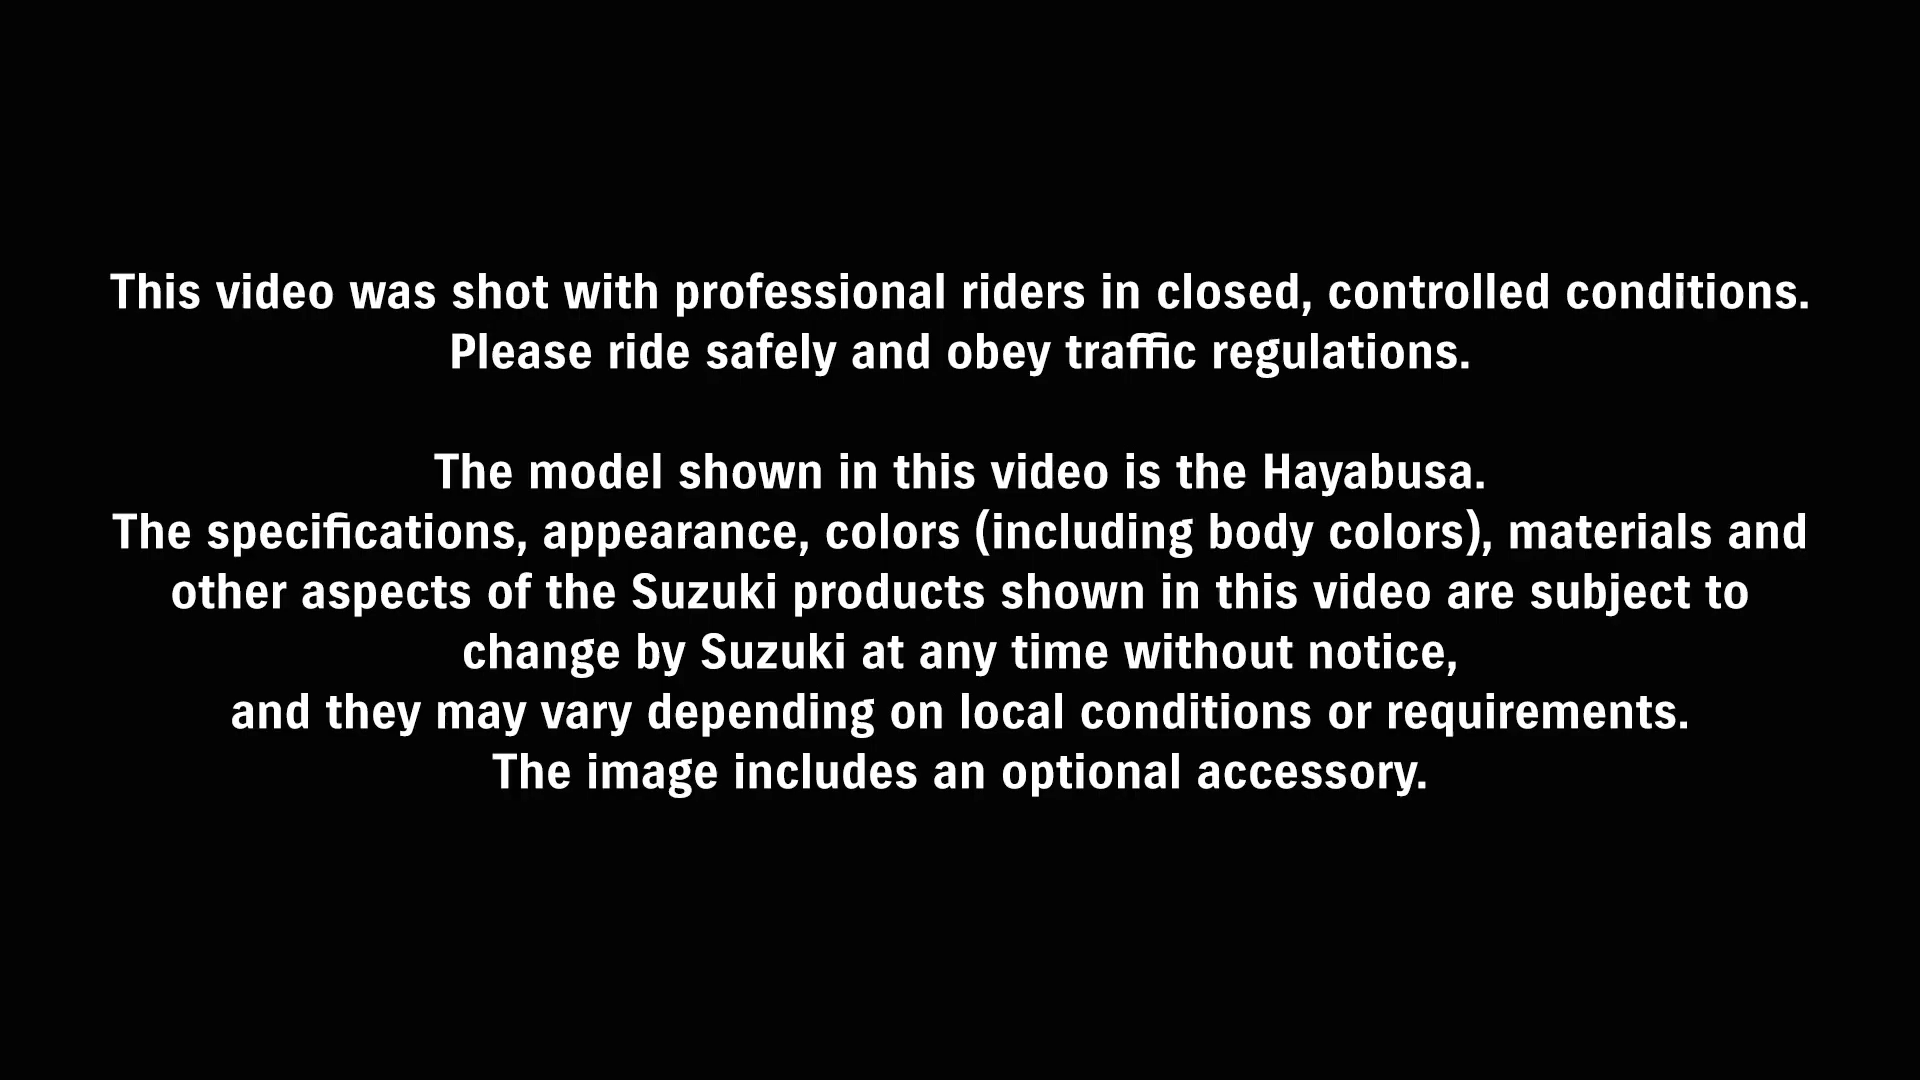 This video was shot with professional riders in closed, controlled conditions.
Please ride safely and obey traffic regulations.
The model shown in this video is the Hayabusa.
The specifications, appearance, colors (including body colors), materials and
other aspects of the Suzuki products shown in this video are subject to
change by Suzuki at any time without notice,
and they may vary depending on local conditions or requirements.
The image includes an optional accessory.